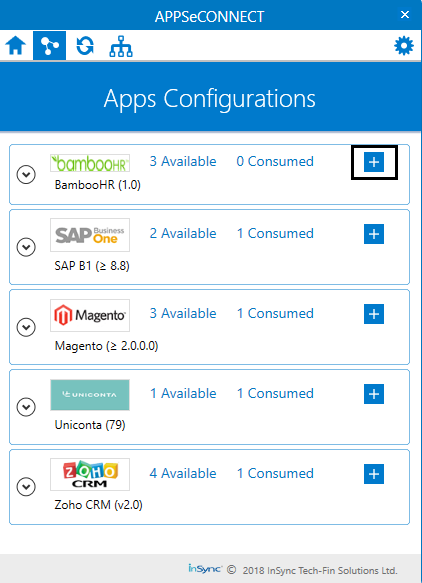 APPSeCONNECT
Apps Configurations
bambooHR 3 Available 0 Consumed
BambooHR (1.0)
SAP Business One 2 Available 1 Consumed
SAP B1 (≥ 8.8)
Magento 3 Available 1 Consumed
Magento (≥ 2.0.0.0)
UNICONTA 1 Available 1 Consumed
Uniconta (79)
ZOHO CRM 4 Available 1 Consumed
Zoho CRM (v2.0)
inSync © 2018 InSync Tech-Fin Solutions Ltd.